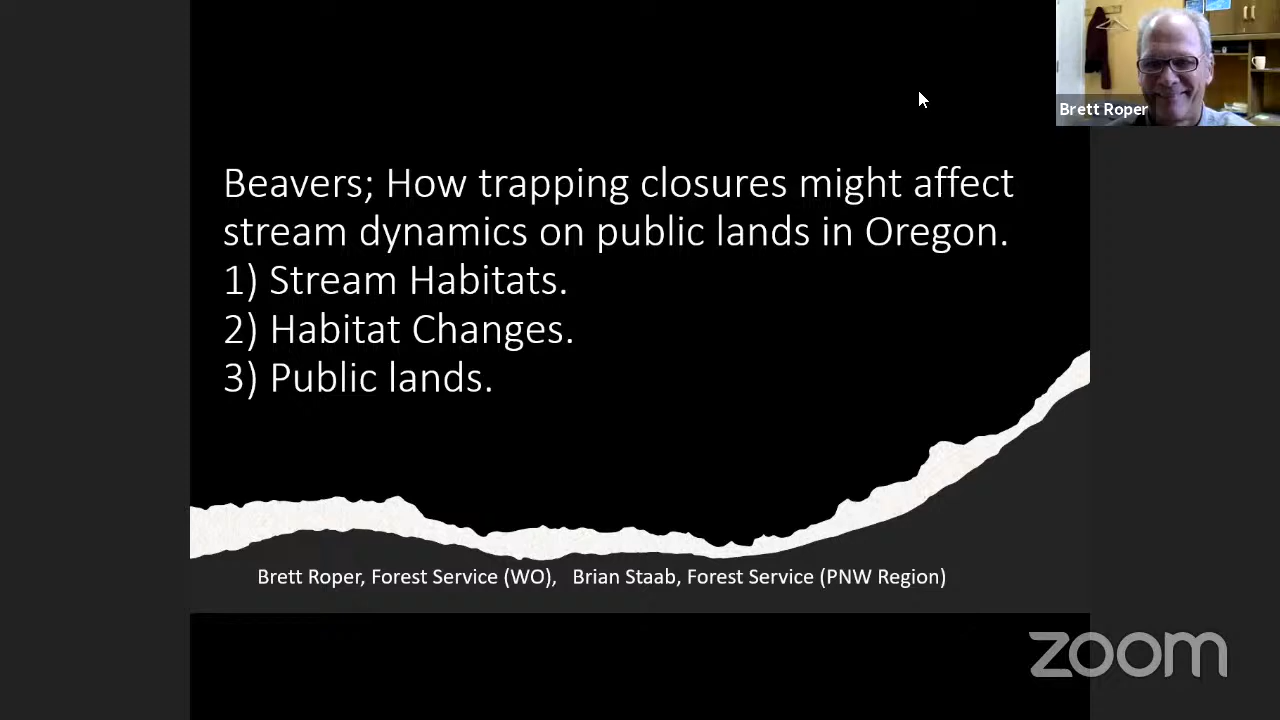 Brett Roper
Beavers; How trapping closures might affect
stream dynamics on public lands in Oregon.
1) Stream Habitats.
2) Habitat Changes.
3) Public lands.
Brett Roper, Forest Service (WO), Brian Staab, Forest Service (PNW Region)
zoom